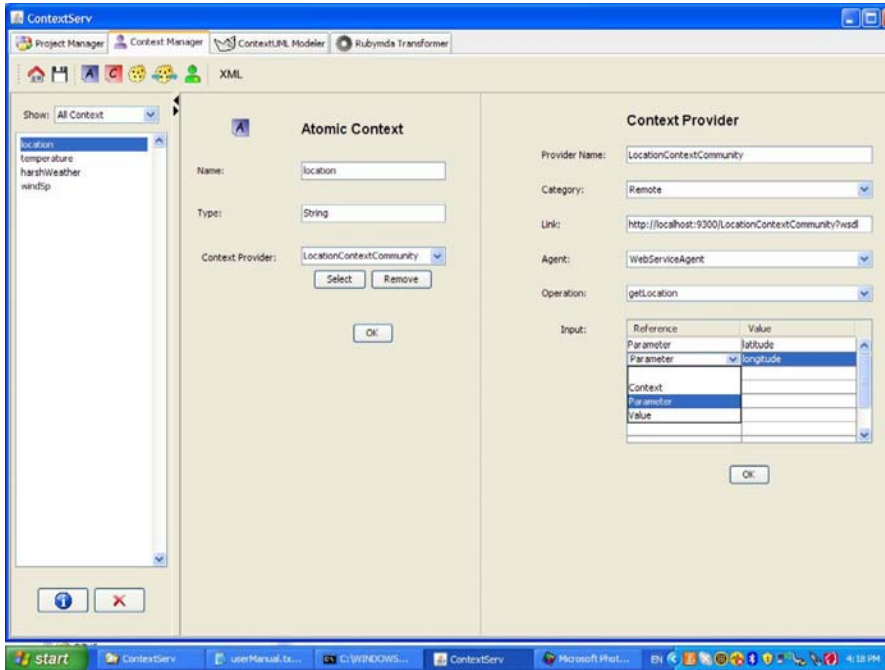 ContextServ
Project Manager Context Manager ContextUML Modeler Rubymda Transformer
A C XML
Show: All Context
location
temperature
harshWeather
windSp
A Atomic Context
Name: location
Type: String
Context Provider: LocationContextCommunity
Select Remove
OK
Context Provider
Provider Name: LocationContextCommunity
Category: Remote
Link: http://localhost:9300/LocationContextCommunity?wsdl
Agent: WebServiceAgent
Operation: getLocation
Input: Reference Value
Parameter latitude
Parameter longitude
Context
Parameter
Value
OK
start ContextServ userManual.tx... C:\WINDOWS... ContextServ Microsoft Phot... EN 4:18 PM